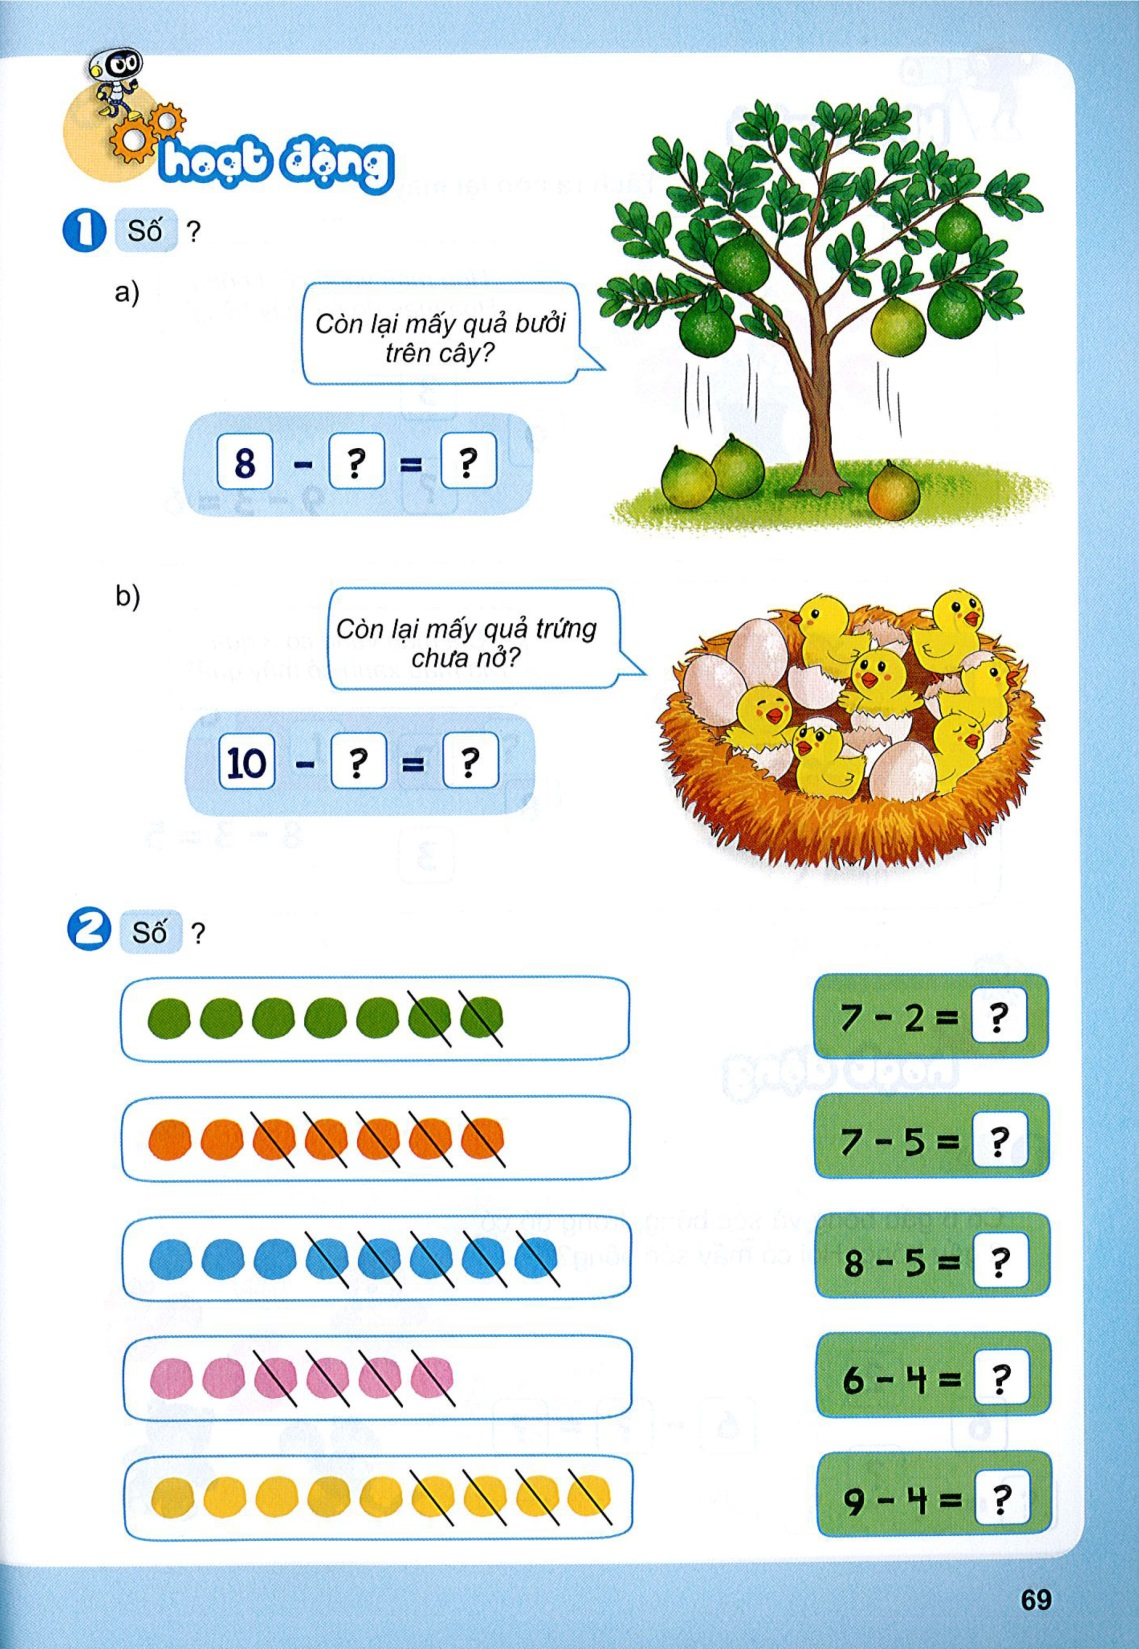 hoạt động
1 Số ?
a)
Còn lại mấy quả bưởi
trên cây?
8 - ? = ?
b)
Còn lại mấy quả trứng
chưa nở?
10 - ? = ?
2 Số ?
7 - 2 = ?
7 - 5 = ?
8 - 5 = ?
6 - 4 = ?
9 - 4 = ?
69